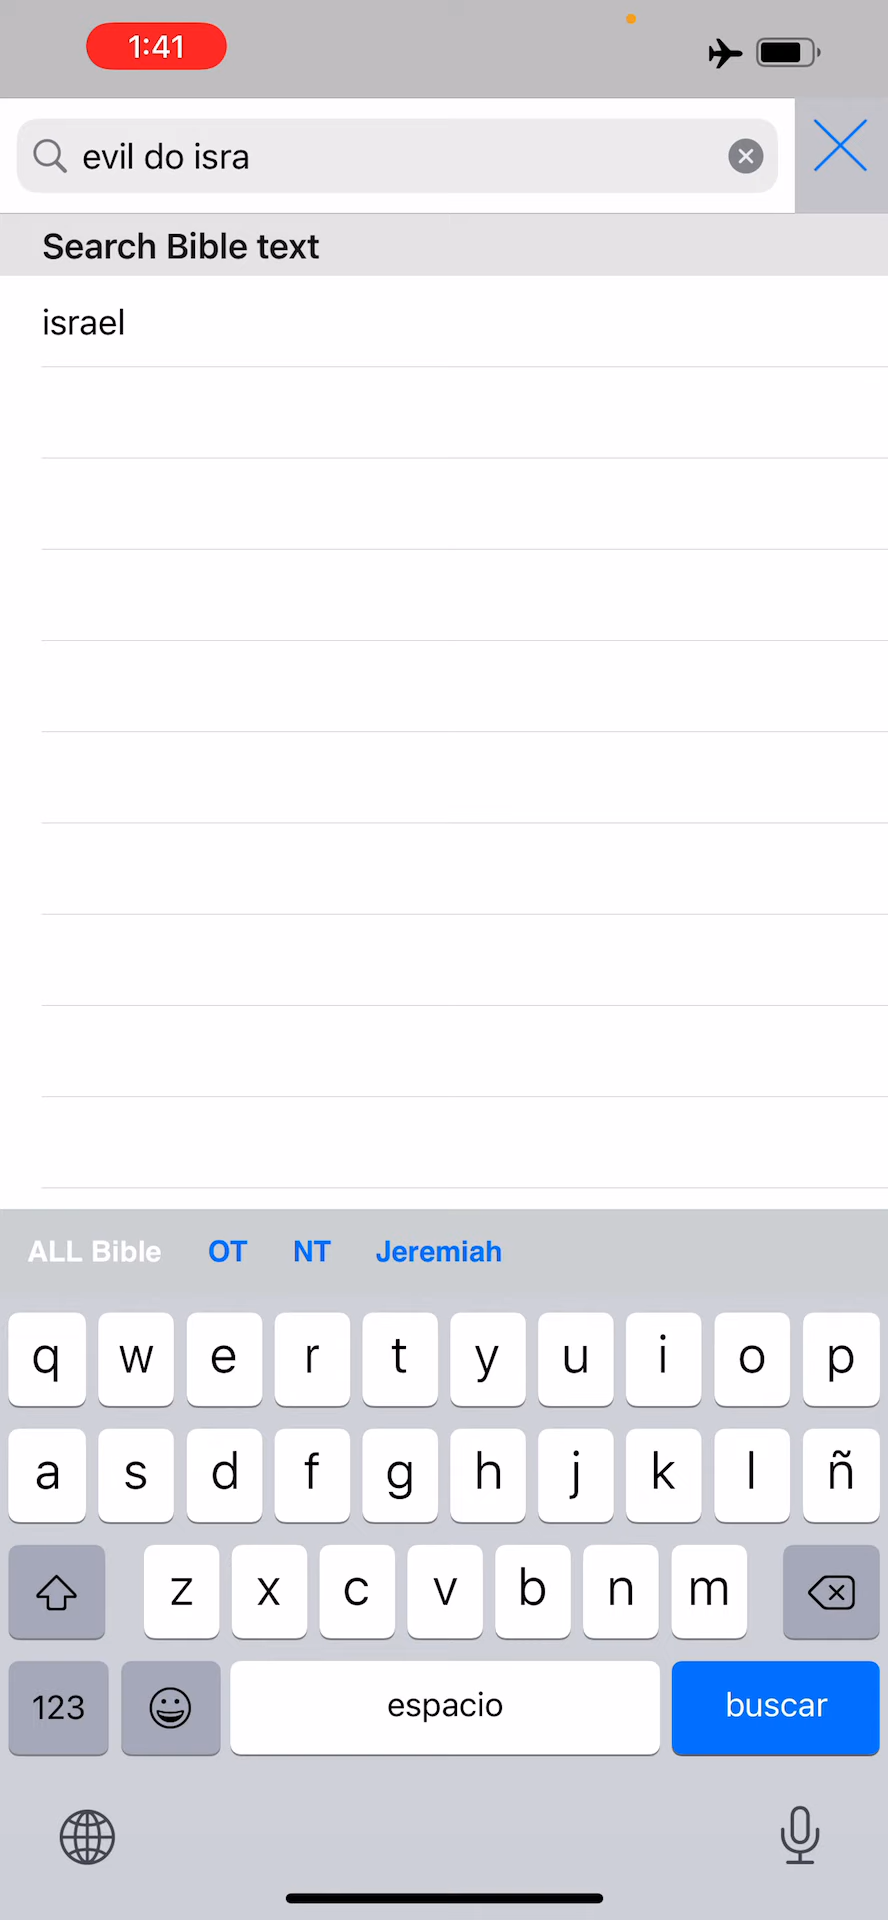 1:41
evil do isra
Search Bible text
israel
ALL Bible OT NT Jeremiah
q w e r t y u i o p
a s d f g h j k l ñ
z x c v b n m
123 espacio buscar